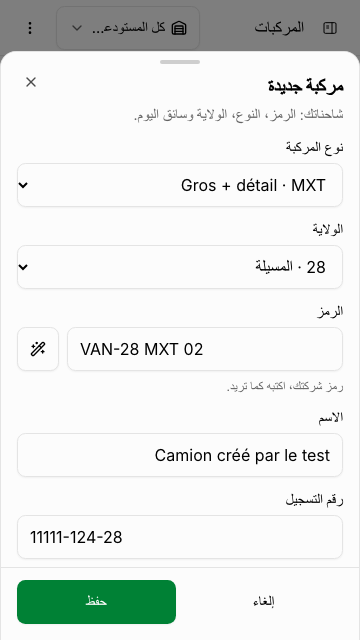 المركبات
كل المستودعـ...
مركبة جديدة
شاحناتك: الرمز، النوع، الولاية وسائق اليوم.
نوع المركبة
Gros + détail · MXT
الولاية
28 · المسيلة
الرمز
VAN-28 MXT 02
رمز شركتك، اكتبه كما تريد.
الاسم
Camion créé par le test
رقم التسجيل
11111-124-28
إلغاء
حفظ